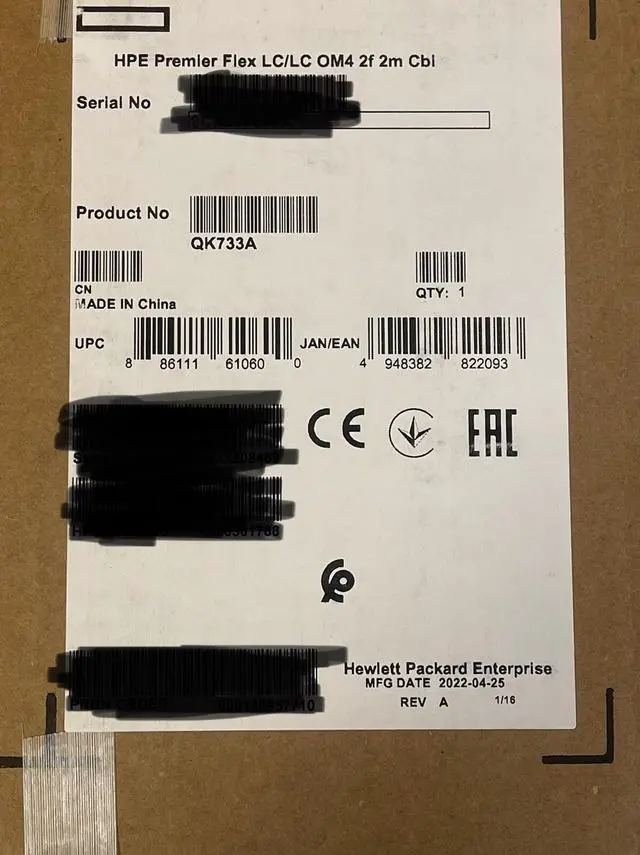 HPE Premier Flex LC/LC OM4 2f 2m Cbl
Serial No
Product No
QK733A
CN
MADE IN China
QTY: 1
UPC 8 86111 61060 0 JAN/EAN 4 948382 822093
CE EAC
Hewlett Packard Enterprise
MFG DATE 2022-04-25
REV A 1/16